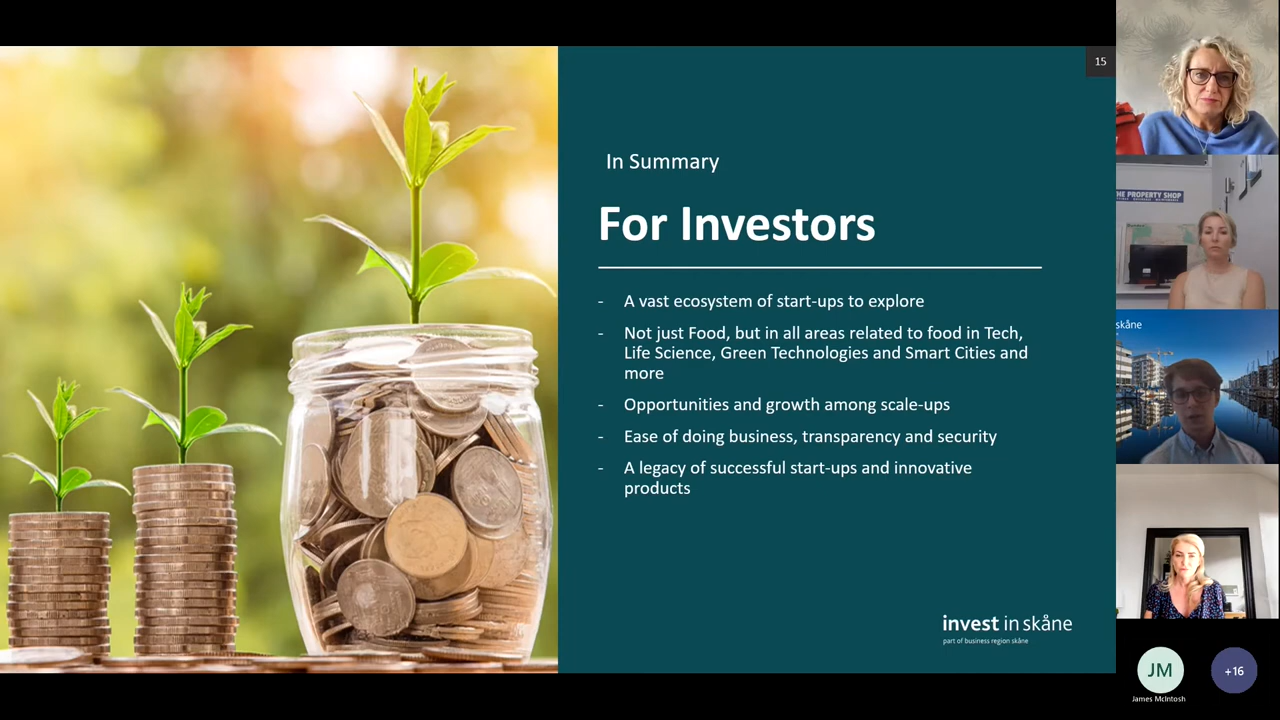 15
In Summary
For Investors
- A vast ecosystem of start-ups to explore
- Not just Food, but in all areas related to food in Tech,
Life Science, Green Technologies and Smart Cities and
more
- Opportunities and growth among scale-ups
- Ease of doing business, transparency and security
- A legacy of successful start-ups and innovative
products
invest in skåne
part of business region skåne
THE PROPERTY SHOP
skåne
JM
James McIntosh
+16